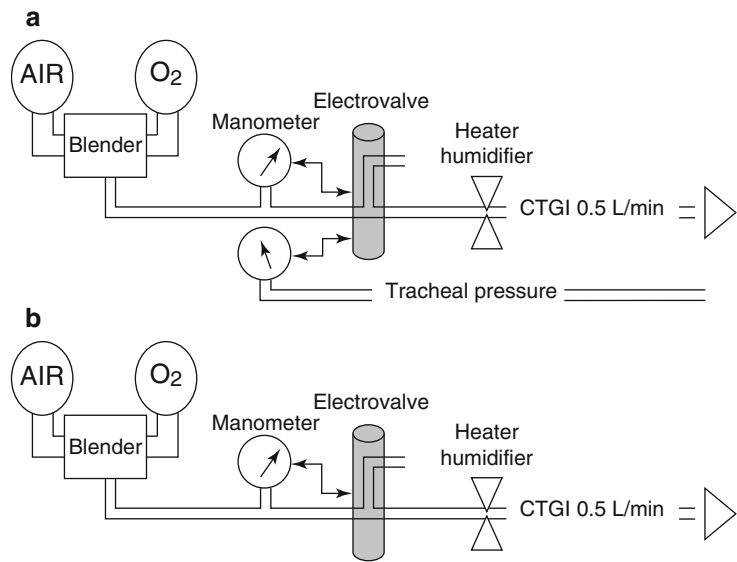 a
AIR
O2
Blender
Manometer
Electrovalve
Heater
humidifier
CTGI 0.5 L/min
Tracheal pressure
b
AIR
O2
Blender
Manometer
Electrovalve
Heater
humidifier
CTGI 0.5 L/min